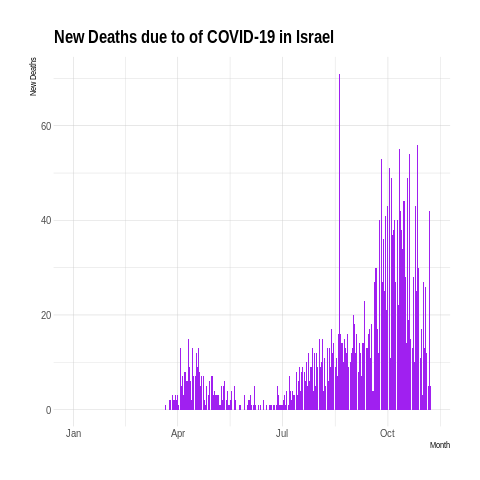 New Deaths due to of COVID-19 in Israel
New Deaths
60
40
20
0
Jan
Apr
Jul
Oct
Month